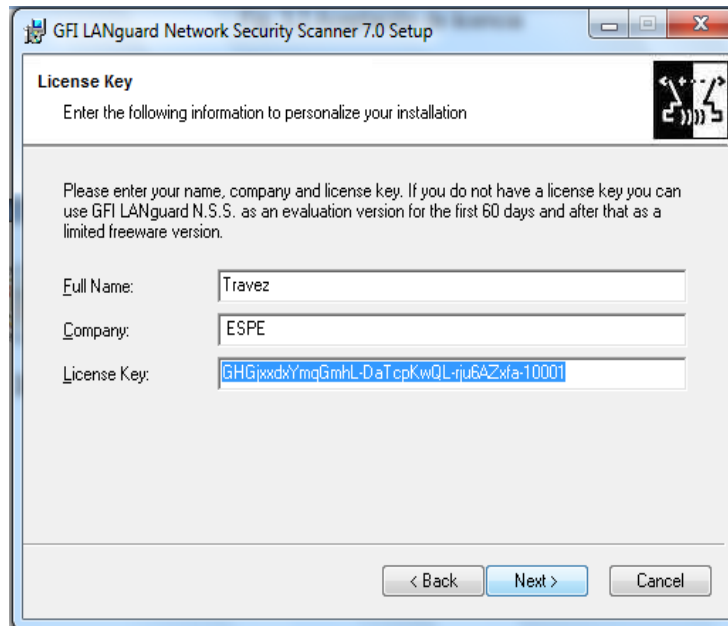 GFI LANguard Network Security Scanner 7.0 Setup
License Key
Enter the following information to personalize your installation
Please enter your name, company and license key. If you do not have a license key you can
use GFI LANguard N.S.S. as an evaluation version for the first 60 days and after that as a
limited freeware version.
Full Name: Travez
Company: ESPE
License Key: GHGjxxdxYmqGmhL-DaTcpKwQL-rju6AZxfa-10001
< Back Next > Cancel